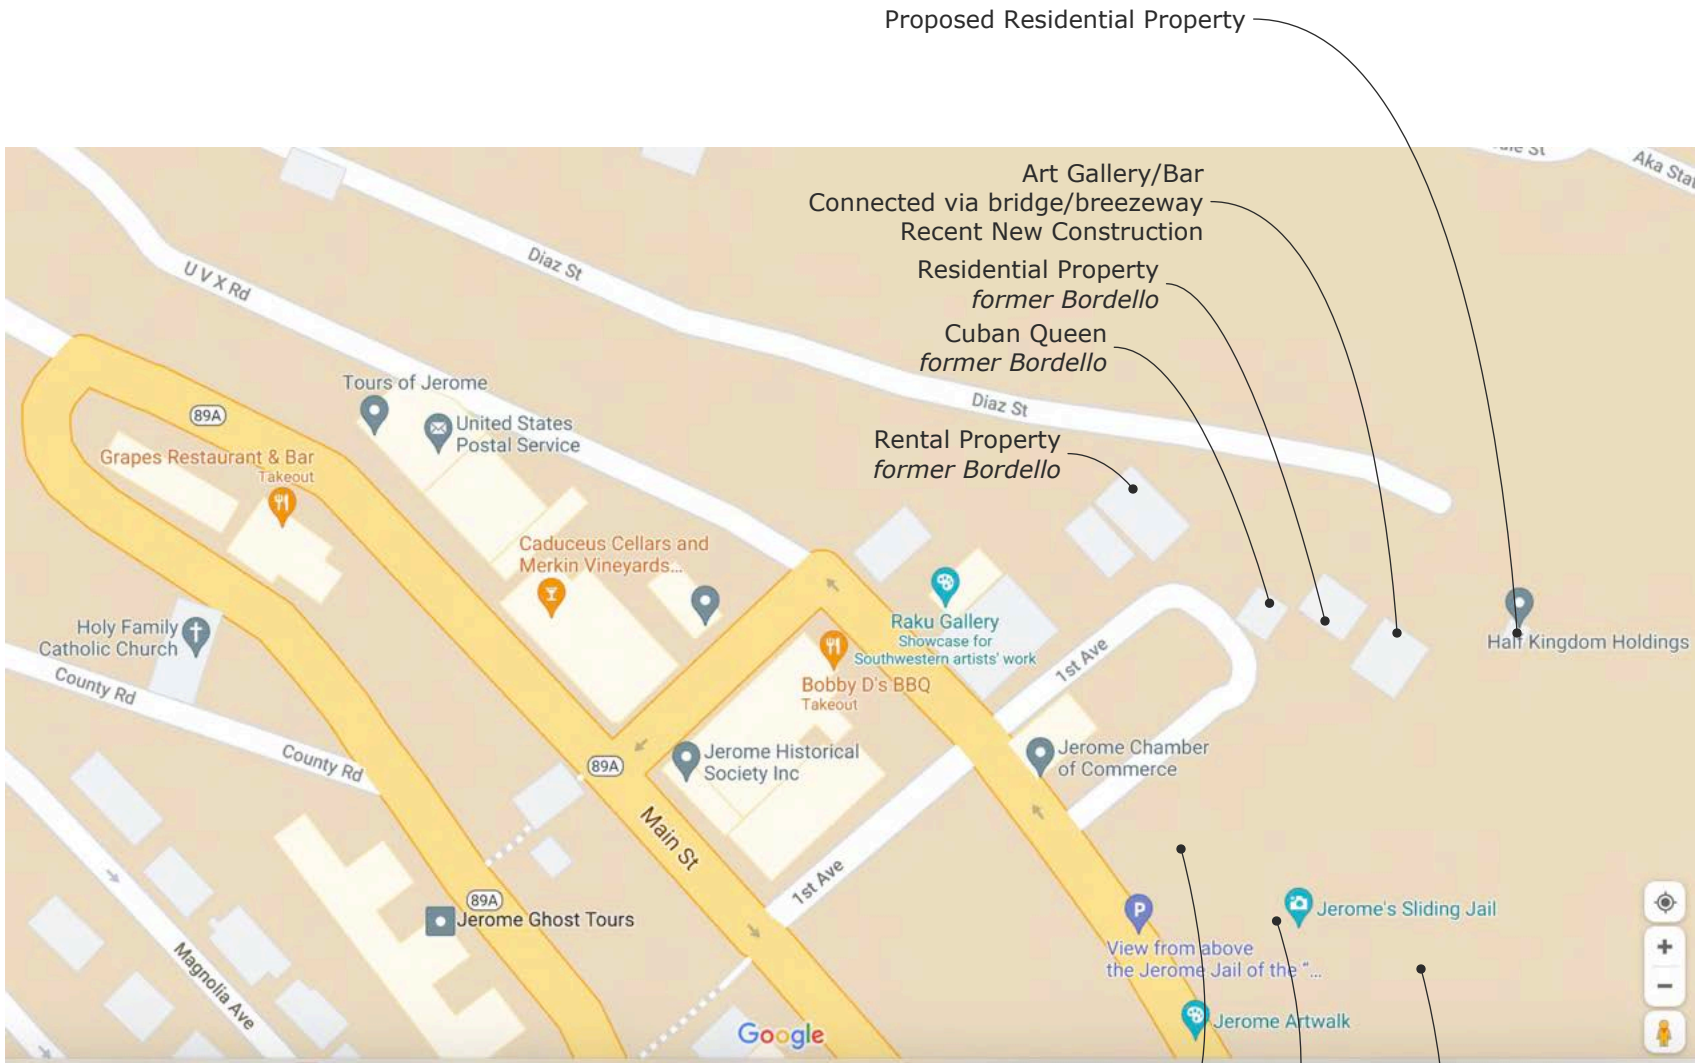 Proposed Residential Property
Aka Stat
Art Gallery/Bar
Connected via bridge/breezeway
Recent New Construction
Residential Property
former Bordello
Cuban Queen
former Bordello
Rental Property
former Bordello
Diaz St
U V X Rd
Diaz St
Tours of Jerome
89A
United States
Postal Service
Grapes Restaurant & Bar
Takeout
Caduceus Cellars and
Merkin Vineyards...
Raku Gallery
Showcase for
Southwestern artists' work
Holy Family
Catholic Church
1st Ave
Half Kingdom Holdings
Bobby D's BBQ
Takeout
County Rd
County Rd
89A
Jerome Historical
Society Inc
Jerome Chamber
of Commerce
Main St
1st Ave
89A
Jerome Ghost Tours
Magnolia Ave
P
Jerome's Sliding Jail
View from above
the Jerome Jail of the "...
Jerome Artwalk
Google